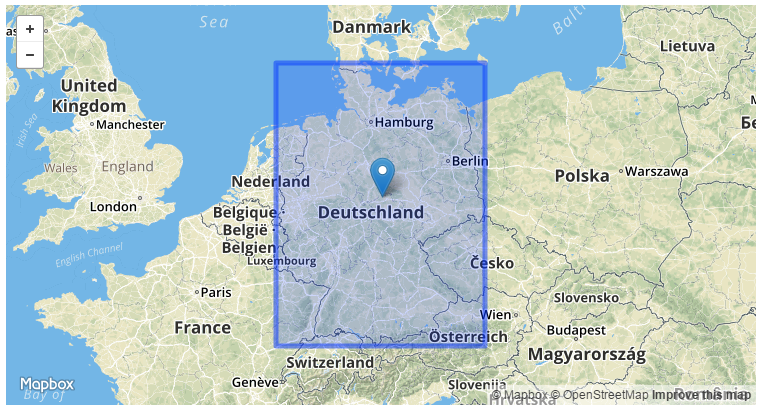 +
−
Danmark
Scotia
Baltic
Lietuva
United
Kingdom
Manchester
Irish Sea
Hamburg
Wales
England
Berlin
Nederland
Warszawa
Polska
London
Belgique
België
Belgien
Deutschland
English Channel
Luxembourg
Česko
Paris
Slovensko
Wien
France
Budapest
Österreich
Magyarország
Switzerland
Genève
Slovenija
Mapbox
Bay of
Hrvatska
România
© Mapbox © OpenStreetMap Improve this map